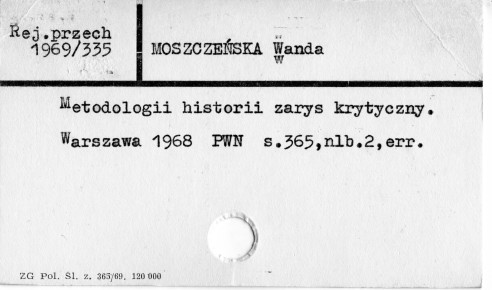 Rej.przech
1969/335
MOSZCZEŃSKA Wanda
Metodologii historii zarys krytyczny.
Warszawa 1968 PWN s.365,nlb.2,err.
ZG Pol. Śl. z. 363/69. 120 000